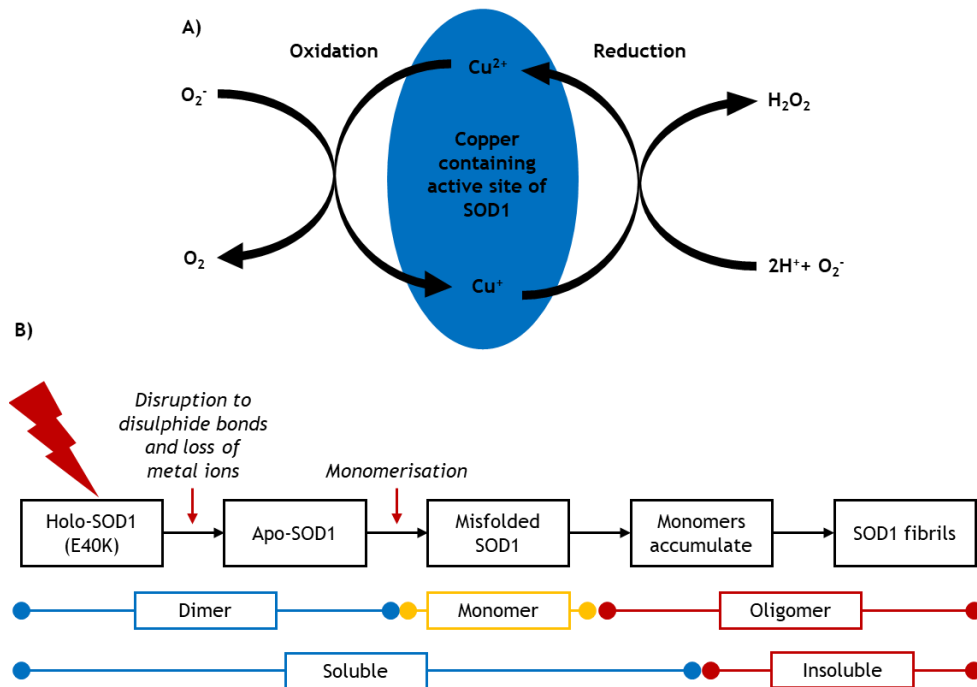 A)
Oxidation
Reduction
Cu²⁺
O₂⁻
H₂O₂
Copper
containing
active site of
SOD1
O₂
Cu⁺
2H⁺+ O₂⁻
B)
Disruption to
disulphide bonds
and loss of
metal ions
Monomerisation
Holo-SOD1
(E40K)
Apo-SOD1
Misfolded
SOD1
Monomers
accumulate
SOD1 fibrils
Dimer
Monomer
Oligomer
Soluble
Insoluble